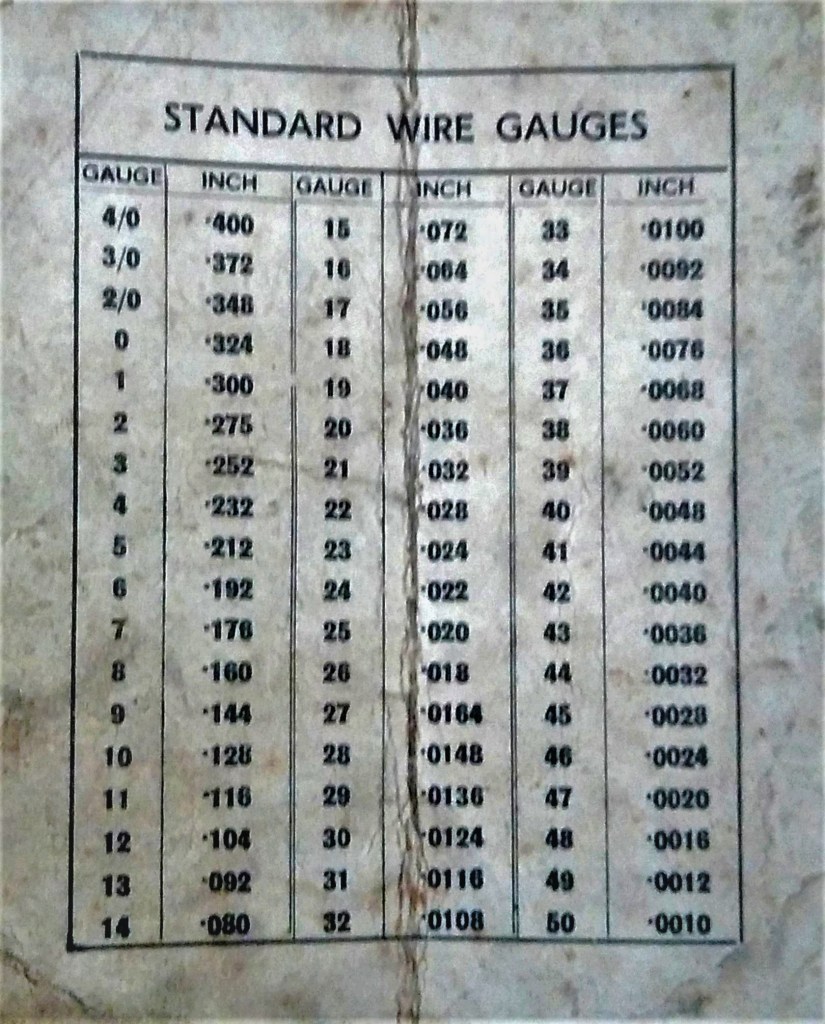 STANDARD WIRE GAUGES
GAUGE INCH GAUGE INCH GAUGE INCH
4/0 ·400 15 ·072 33 ·0100
3/0 ·372 16 ·064 34 ·0092
2/0 ·348 17 ·056 35 ·0084
0 ·324 18 ·048 36 ·0076
1 ·300 19 ·040 37 ·0068
2 ·275 20 ·036 38 ·0060
3 ·252 21 ·032 39 ·0052
4 ·232 22 ·028 40 ·0048
5 ·212 23 ·024 41 ·0044
6 ·192 24 ·022 42 ·0040
7 ·176 25 ·020 43 ·0036
8 ·160 26 ·018 44 ·0032
9 ·144 27 ·0164 45 ·0028
10 ·128 28 ·0148 46 ·0024
11 ·116 29 ·0136 47 ·0020
12 ·104 30 ·0124 48 ·0016
13 ·092 31 ·0116 49 ·0012
14 ·080 32 ·0108 50 ·0010